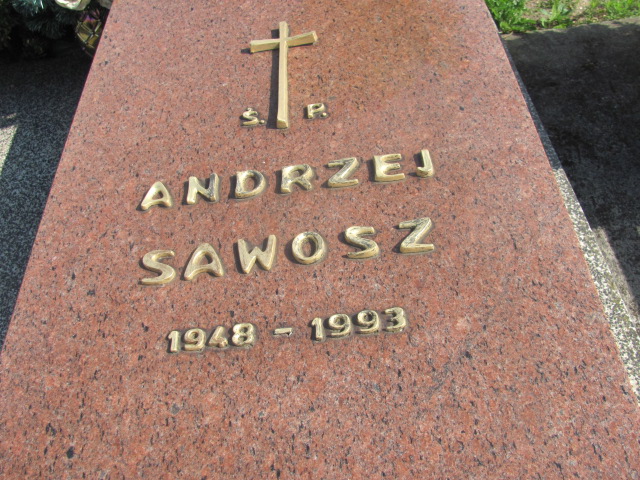 Ś. P.
ANDRZEJ
SAWOSZ
1948 - 1993